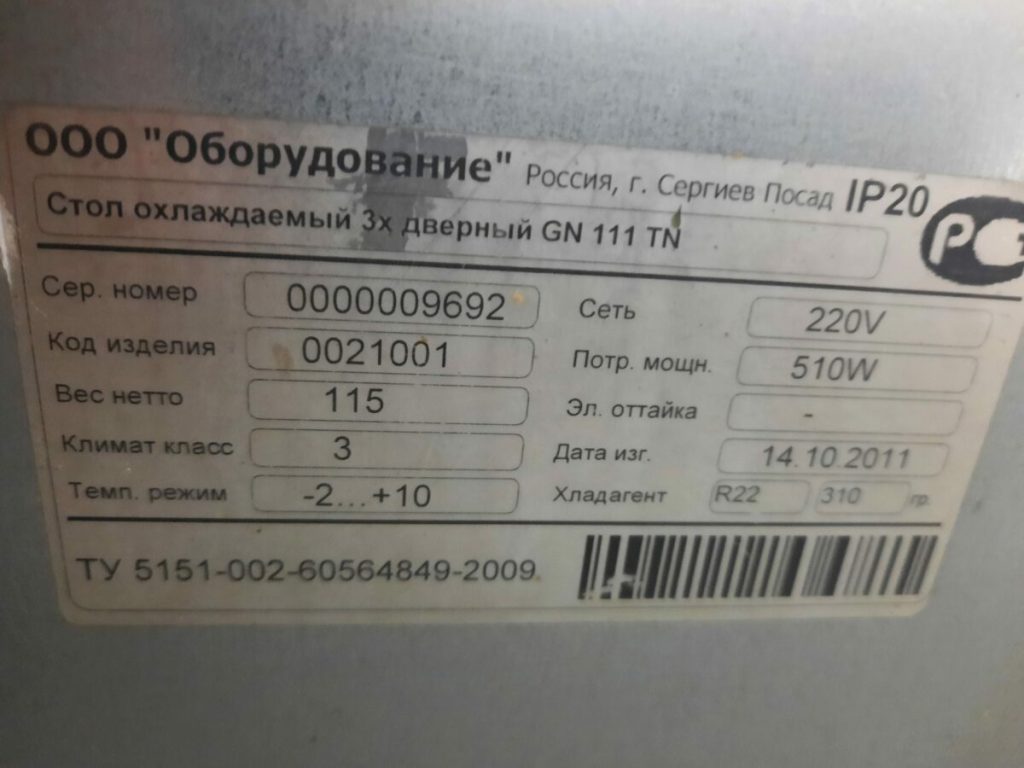 ООО "Оборудование" Россия, г. Сергиев Посад IP20
Стол охлаждаемый 3х дверный GN 111 TN
РСТ
Сер. номер 0000009692 Сеть 220V
Код изделия 0021001 Потр. мощн. 510W
Вес нетто 115 Эл. оттайка -
Климат класс 3 Дата изг. 14.10.2011
Темп. режим -2... +10 Хладагент R22 310 гр.
ТУ 5151-002-60564849-2009